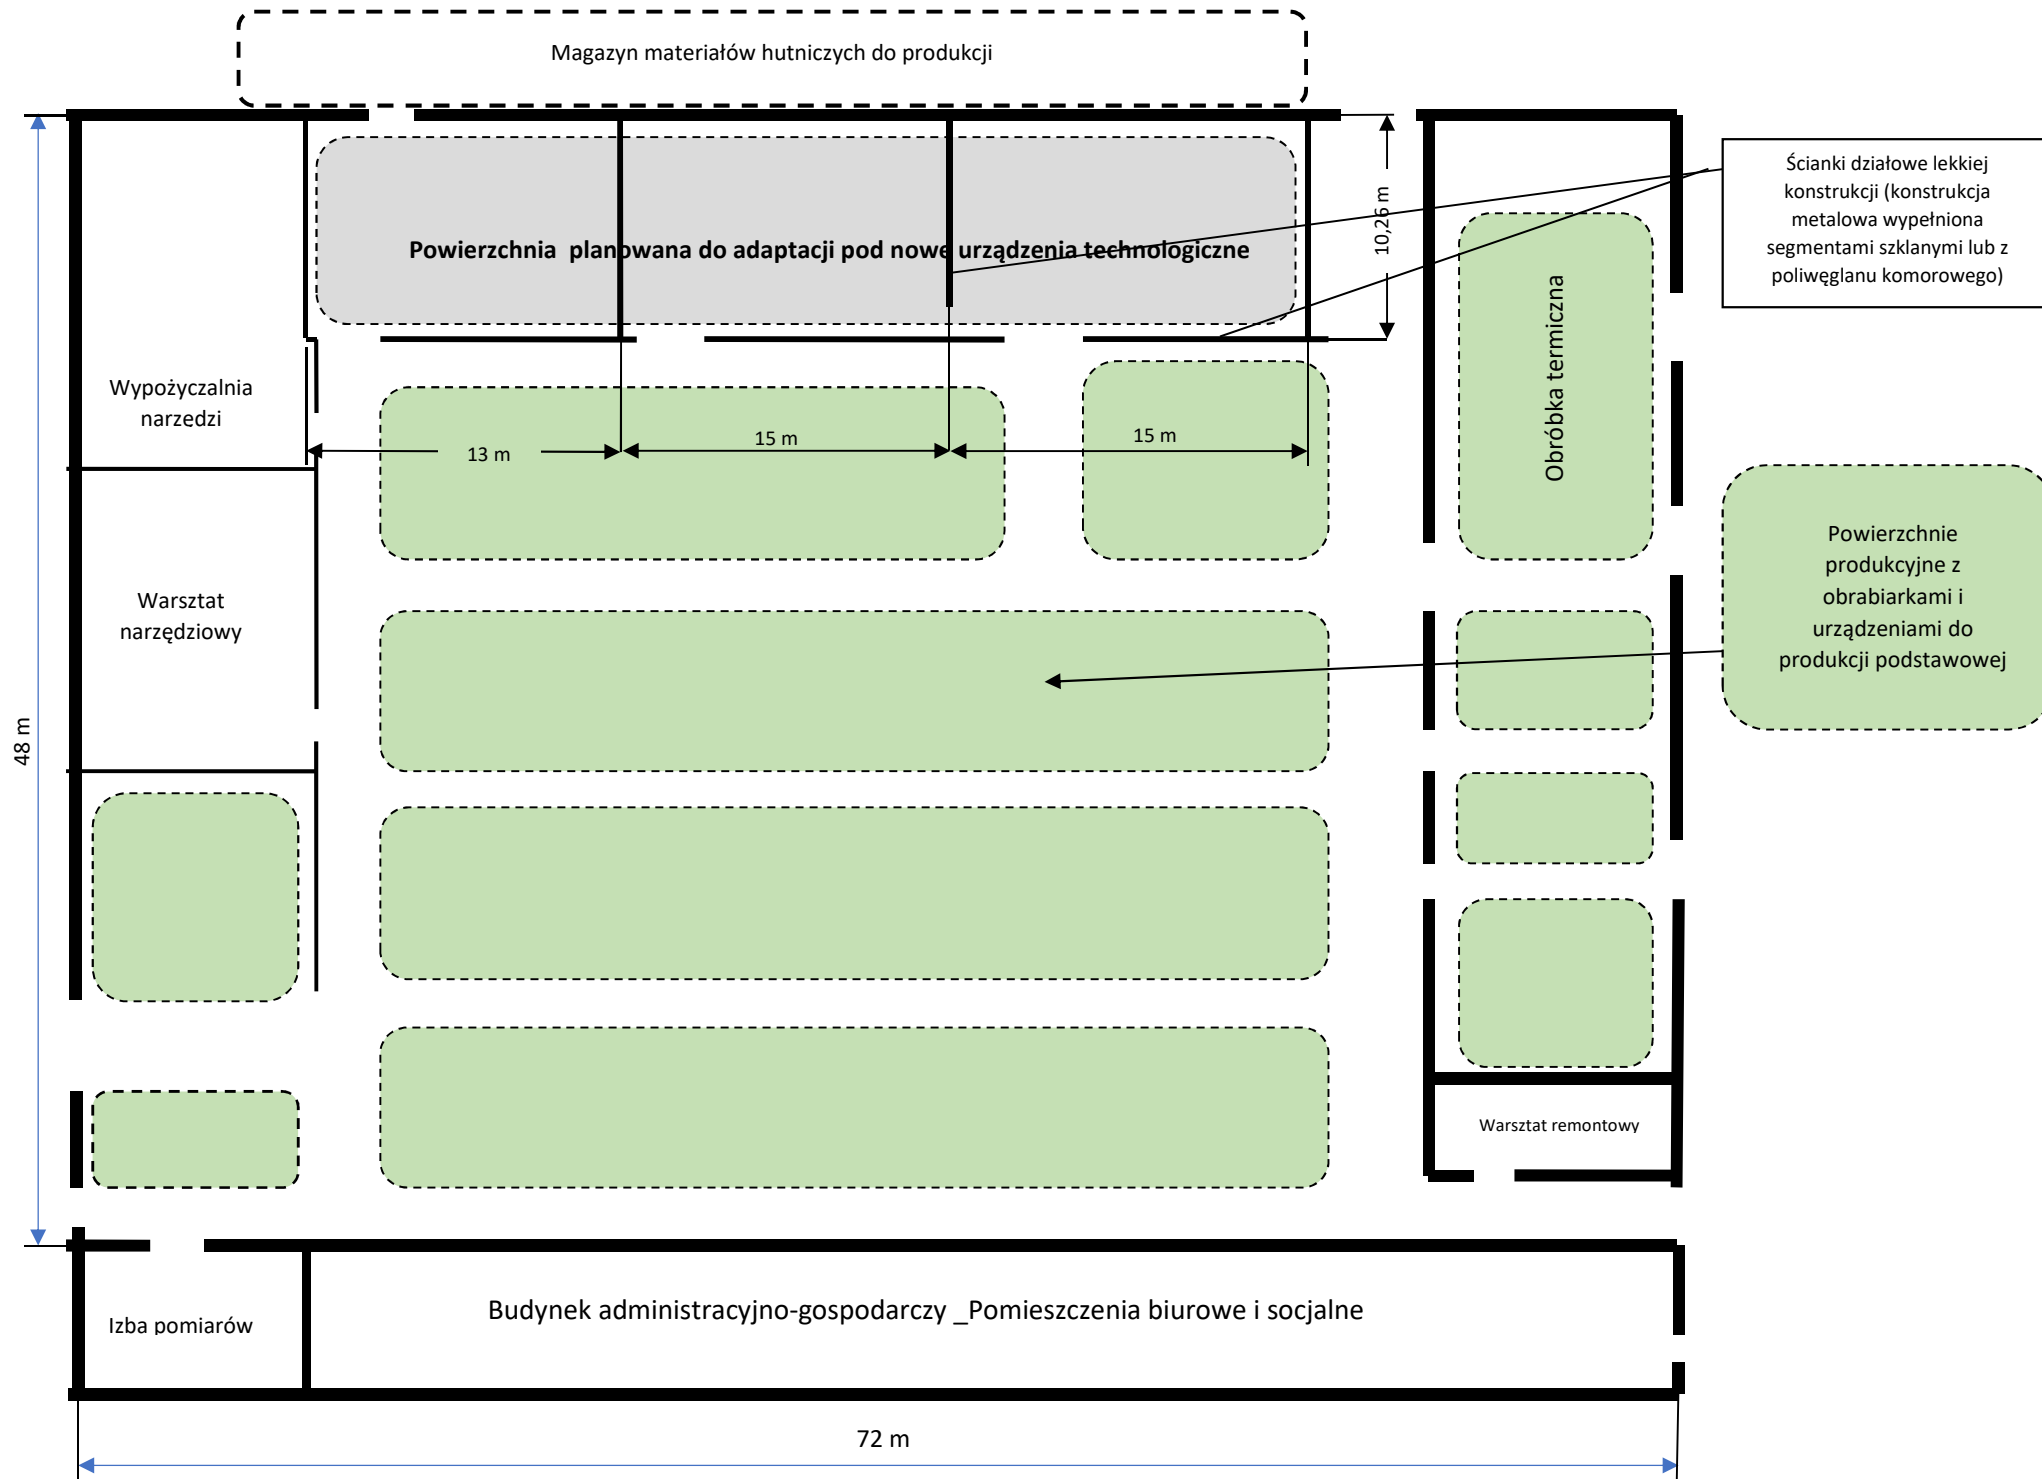 Magazyn materiałów hutniczych do produkcji
Ścianki działowe lekkiej
konstrukcji (konstrukcja
metalowa wypełniona
segmentami szklanymi lub z
poliwęglanu komorowego)
10,26 m
Powierzchnia planowana do adaptacji pod nowe urządzenia technologiczne
Obróbka termiczna
Wypożyczalnia
narzedzi
13 m
15 m
15 m
Powierzchnie
produkcyjne z
obrabiarkami i
urządzeniami do
produkcji podstawowej
Warsztat
narzędziowy
48 m
Warsztat remontowy
Izba pomiarów
Budynek administracyjno-gospodarczy _Pomieszczenia biurowe i socjalne
72 m